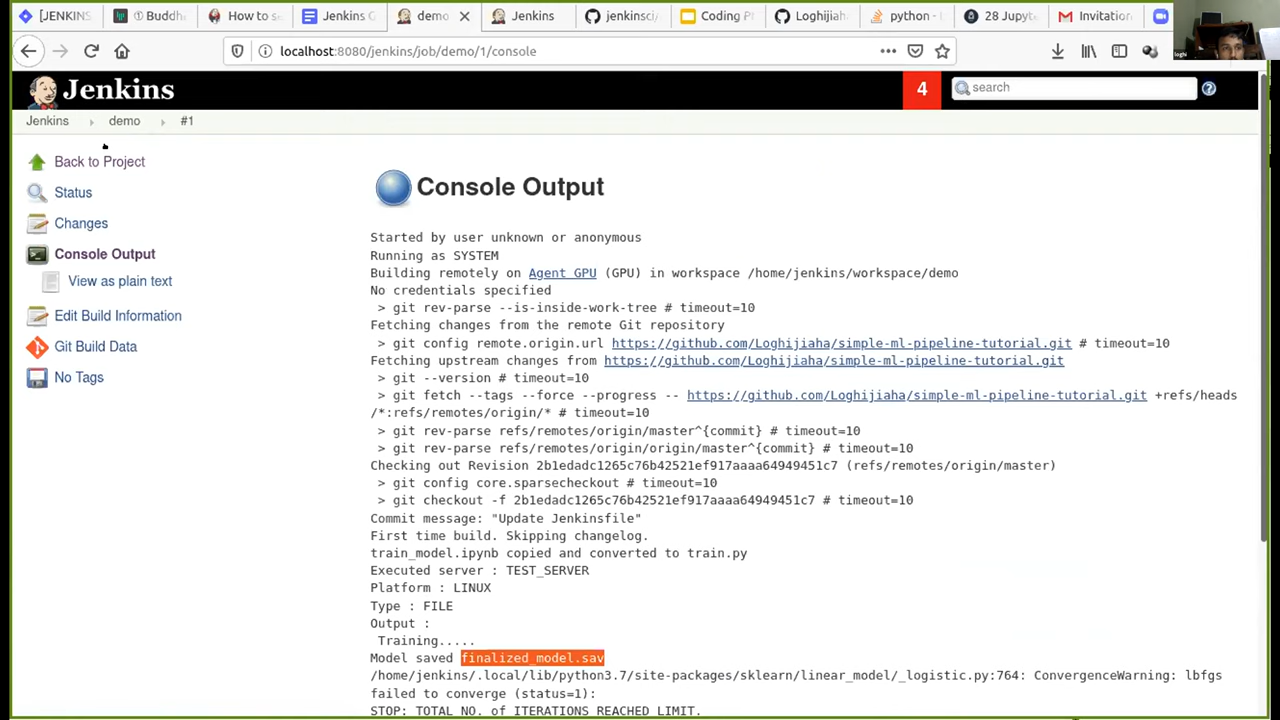 [JENKINS
① Buddh
How to se
Jenkins G
demo
Jenkins
jenkinsci/
Coding P
Loghijiaha
python -
28 Jupyte
Invitation
localhost:8080/jenkins/job/demo/1/console
loghi
Jenkins
4
search
Jenkins demo #1
Back to Project
Status
Changes
Console Output
View as plain text
Edit Build Information
Git Build Data
No Tags
Console Output
Started by user unknown or anonymous
Running as SYSTEM
Building remotely on Agent GPU (GPU) in workspace /home/jenkins/workspace/demo
No credentials specified
> git rev-parse --is-inside-work-tree # timeout=10
Fetching changes from the remote Git repository
> git config remote.origin.url https://github.com/Loghijiaha/simple-ml-pipeline-tutorial.git # timeout=10
Fetching upstream changes from https://github.com/Loghijiaha/simple-ml-pipeline-tutorial.git
> git --version # timeout=10
> git fetch --tags --force --progress -- https://github.com/Loghijiaha/simple-ml-pipeline-tutorial.git +refs/heads
/*:refs/remotes/origin/* # timeout=10
> git rev-parse refs/remotes/origin/master^{commit} # timeout=10
> git rev-parse refs/remotes/origin/origin/master^{commit} # timeout=10
Checking out Revision 2b1edadc1265c76b42521ef917aaaa64949451c7 (refs/remotes/origin/master)
> git config core.sparsecheckout # timeout=10
> git checkout -f 2b1edadc1265c76b42521ef917aaaa64949451c7 # timeout=10
Commit message: "Update Jenkinsfile"
First time build. Skipping changelog.
train_model.ipynb copied and converted to train.py
Executed server : TEST_SERVER
Platform : LINUX
Type : FILE
Output :
Training.....
Model saved finalized_model.sav
/home/jenkins/.local/lib/python3.7/site-packages/sklearn/linear_model/_logistic.py:764: ConvergenceWarning: lbfgs
failed to converge (status=1):
STOP: TOTAL NO. of ITERATIONS REACHED LIMIT.